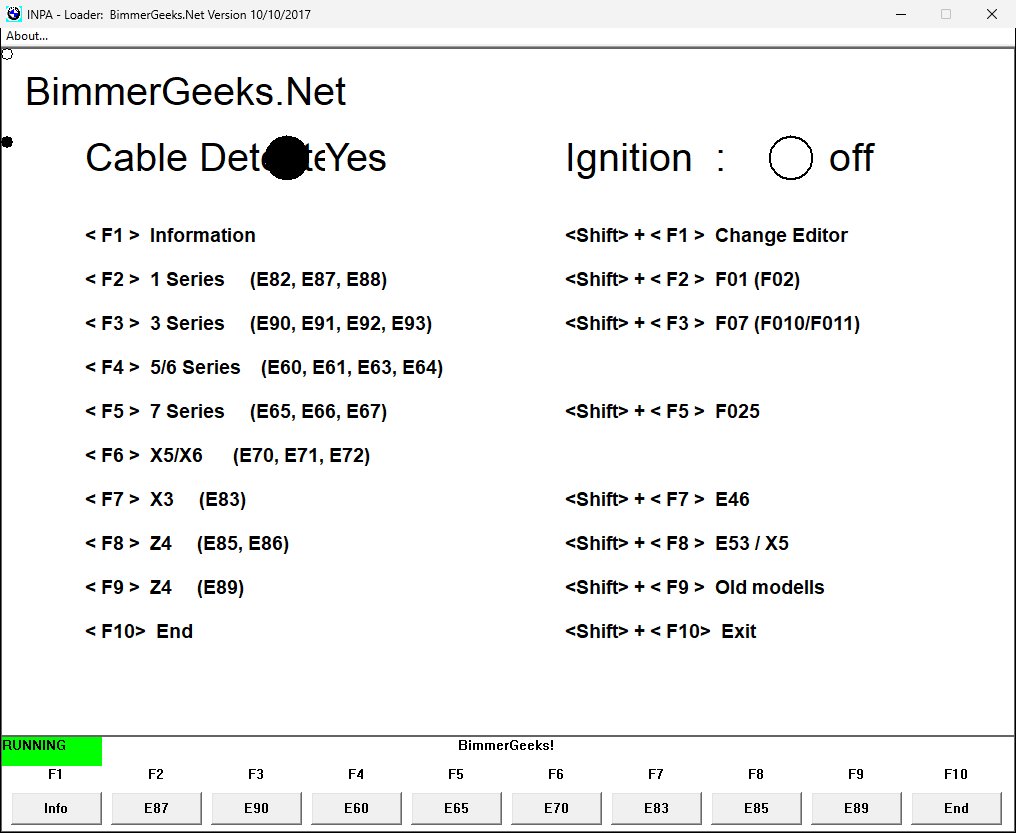 INPA - Loader: BimmerGeeks.Net Version 10/10/2017
About...
BimmerGeeks.Net
Cable Det te Yes
Ignition : off
< F1 > Information
<Shift> + < F1 > Change Editor
< F2 > 1 Series (E82, E87, E88)
<Shift> + < F2 > F01 (F02)
< F3 > 3 Series (E90, E91, E92, E93)
<Shift> + < F3 > F07 (F010/F011)
< F4 > 5/6 Series (E60, E61, E63, E64)
< F5 > 7 Series (E65, E66, E67)
<Shift> + < F5 > F025
< F6 > X5/X6 (E70, E71, E72)
< F7 > X3 (E83)
<Shift> + < F7 > E46
< F8 > Z4 (E85, E86)
<Shift> + < F8 > E53 / X5
< F9 > Z4 (E89)
<Shift> + < F9 > Old modells
< F10> End
<Shift> + < F10> Exit
RUNNING
BimmerGeeks!
F1 F2 F3 F4 F5 F6 F7 F8 F9 F10
Info E87 E90 E60 E65 E70 E83 E85 E89 End